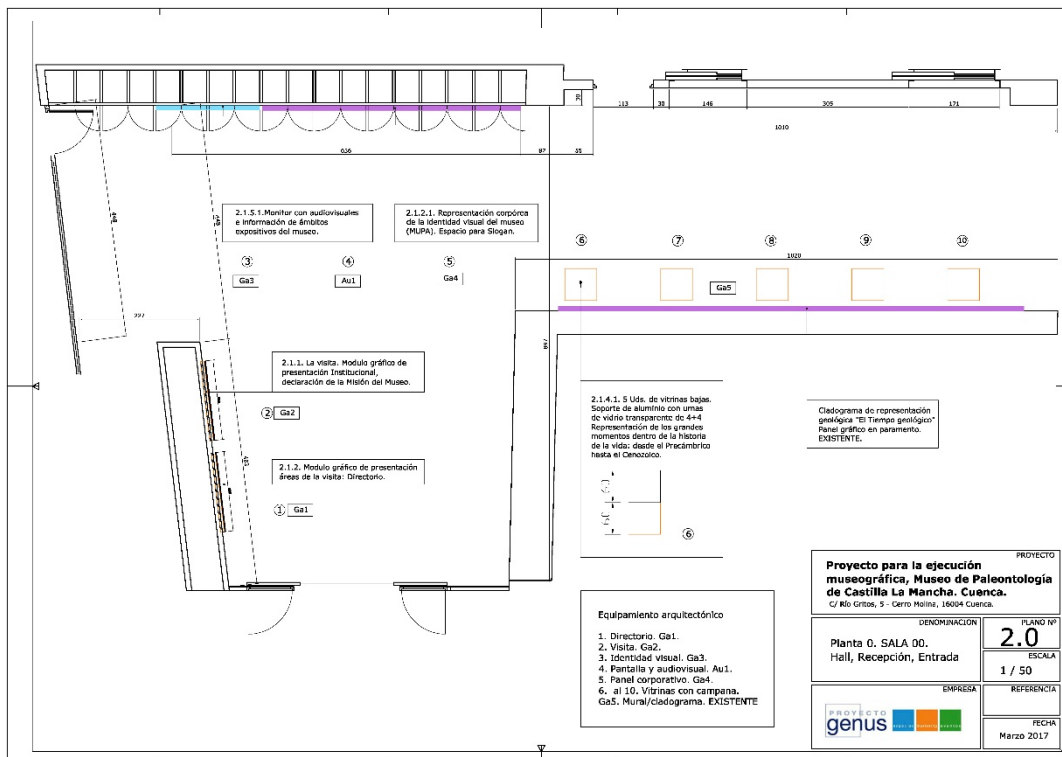 70
113
38
146
305
171
1010
636
87
55
448
2.1.5.1.Monitor con audiovisuales
e información de ámbitos
expositivos del museo.
2.1.2.1. Representación corpórea
de la identidad visual del museo
(MUPA). Espacio para Slogan.
3
4
5
6
7
8
9
10
Ga3
Au1
Ga4
Ga5
1020
222
2.1.1. La visita. Modulo gráfico de
presentación Institucional,
declaración de la Misión del Museo.
2
Ga2
2.1.2. Modulo gráfico de presentación
áreas de la visita: Directorio.
1
Ga1
2.1.4.1. 5 Uds. de vitrinas bajas.
Soporte de aluminio con urnas
de vidrio transparente de 4+4
Representación de los grandes
momentos dentro de la historia
de la vida: desde el Precámbrico
hasta el Cenozoico.
60
60
6
Cladograma de representación
geológica "El Tiempo geológico"
Panel gráfico en paramento.
EXISTENTE.
Equipamiento arquitectónico
1. Directorio. Ga1.
2. Visita. Ga2.
3. Identidad visual. Ga3.
4. Pantalla y audiovisual. Au1.
5. Panel corporativo. Ga4.
6. al 10. Vitrinas con campana.
Ga5. Mural/cladograma. EXISTENTE
PROYECTO
Proyecto para la ejecución
museográfica, Museo de Paleontología
de Castilla La Mancha. Cuenca.
C/ Río Gritos, 5 - Cerro Molina, 16004 Cuenca.
DENOMINACIÓN
Planta 0. SALA 00.
Hall, Recepción, Entrada
PLANO Nº
2.0
ESCALA
1 / 50
EMPRESA
PROYECTO
genus
REFERENCIA
FECHA
Marzo 2017